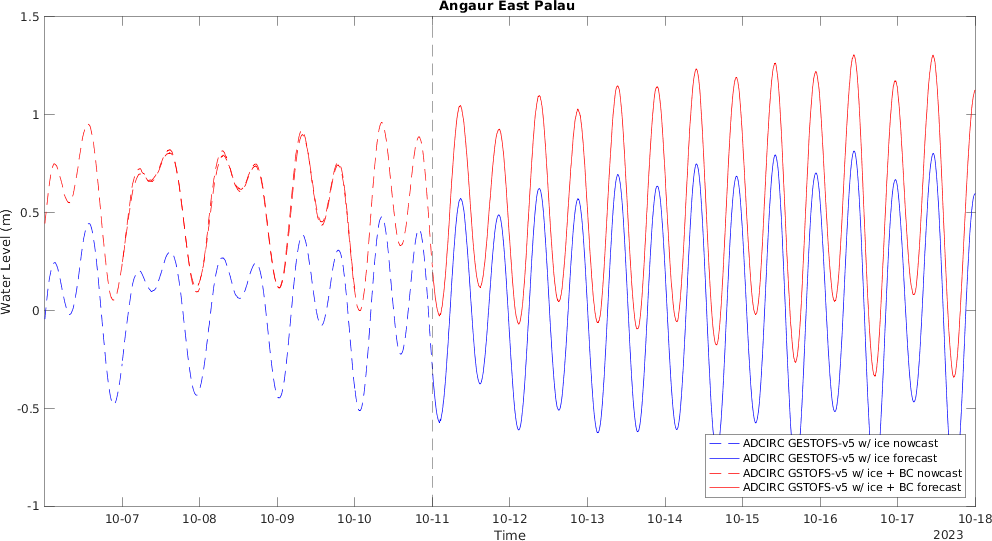 Angaur East Palau
1.5
1
0.5
0
-0.5
-1
Water Level (m)
ADCIRC GESTOFS-v5 w/ ice nowcast
ADCIRC GESTOFS-v5 w/ ice forecast
ADCIRC GSTOFS-v5 w/ ice + BC nowcast
ADCIRC GSTOFS-v5 w/ ice + BC forecast
10-07 10-08 10-09 10-10 10-11 10-12 10-13 10-14 10-15 10-16 10-17 10-18
Time
2023